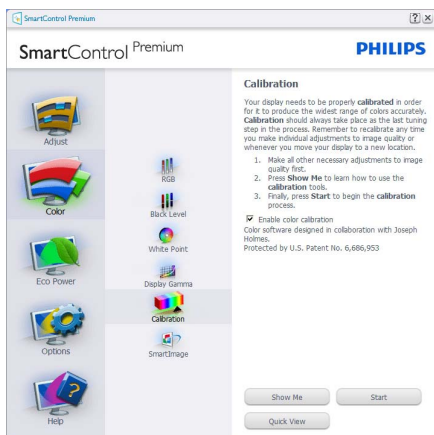 SmartControl Premium
SmartControl Premium
PHILIPS
Adjust
Color
Eco Power
Options
Help
RGB
Black Level
White Point
Display Gamma
Calibration
SmartImage
Calibration
Your display needs to be properly calibrated in order
for it to produce the widest range of colors accurately.
Calibration should always take place as the last tuning
step in the process. Remember to recalibrate any time
you make individual adjustments to image quality or
whenever you move your display to a new location.
1. Make all other necessary adjustments to image
quality first.
2. Press Show Me to learn how to use the
calibration tools.
3. Finally, press Start to begin the calibration
process.
Enable color calibration
Color software designed in collaboration with Joseph
Holmes.
Protected by U.S. Patent No. 6,686,953
Show Me
Start
Quick View